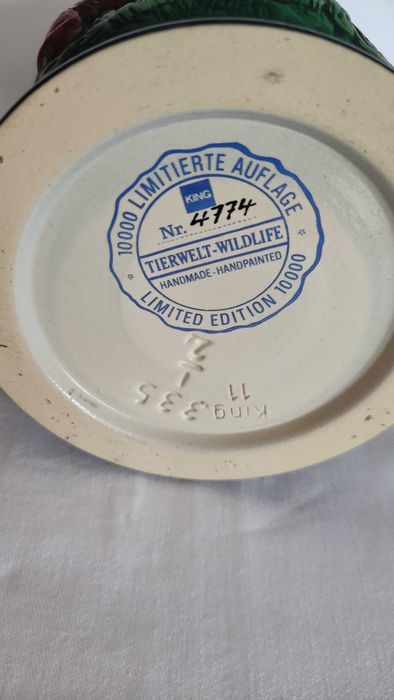 10000 LIMITIERTE AUFLAGE
KING
Nr. 4774
TIERWELT-WILDLIFE
HANDMADE - HANDPAINTED
LIMITED EDITION 10000
King 335
11